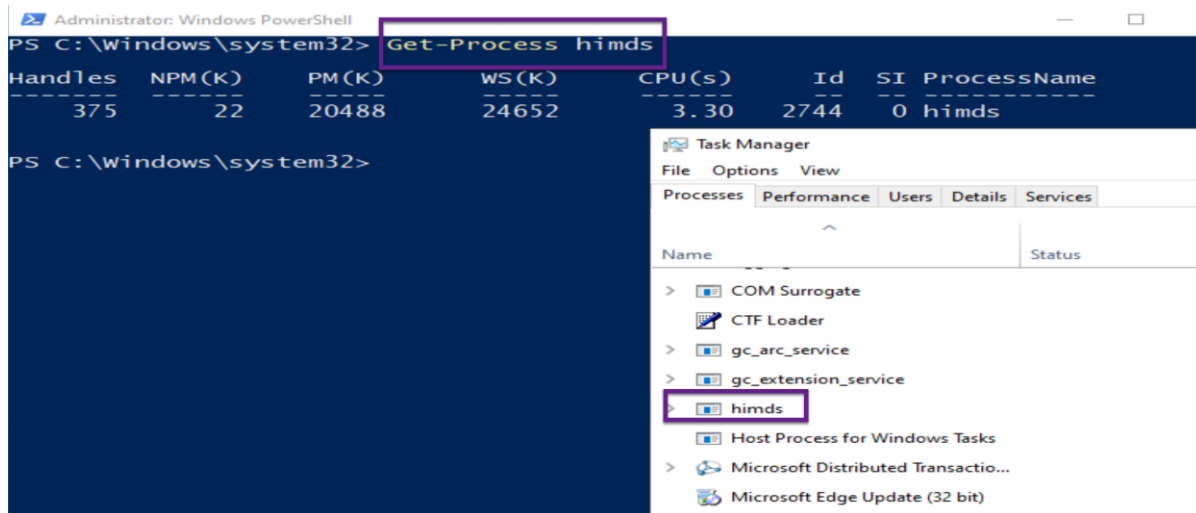 Administrator: Windows PowerShell
PS C:\Windows\system32> Get-Process himds
Handles NPM(K) PM(K) WS(K) CPU(s) Id SI ProcessName
------- ------ ----- ----- ------ -- -- -----------
375 22 20488 24652 3.30 2744 0 himds
PS C:\Windows\system32>
Task Manager
File Options View
Processes Performance Users Details Services
Name Status
COM Surrogate
CTF Loader
gc_arc_service
gc_extension_service
himds
Host Process for Windows Tasks
Microsoft Distributed Transactio...
Microsoft Edge Update (32 bit)